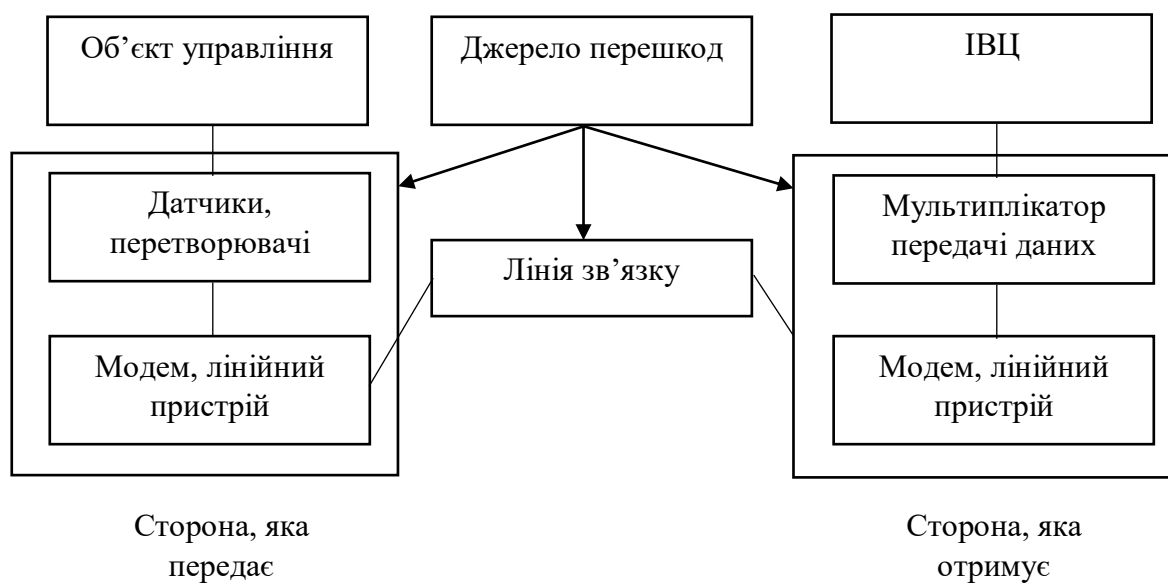 Об’єкт управління
Джерело перешкод
ІВЦ
Датчики,
перетворювачі
Лінія зв’язку
Мультиплікатор
передачі даних
Модем, лінійний
пристрій
Модем, лінійний
пристрій
Сторона, яка
передає
Сторона, яка
отримує